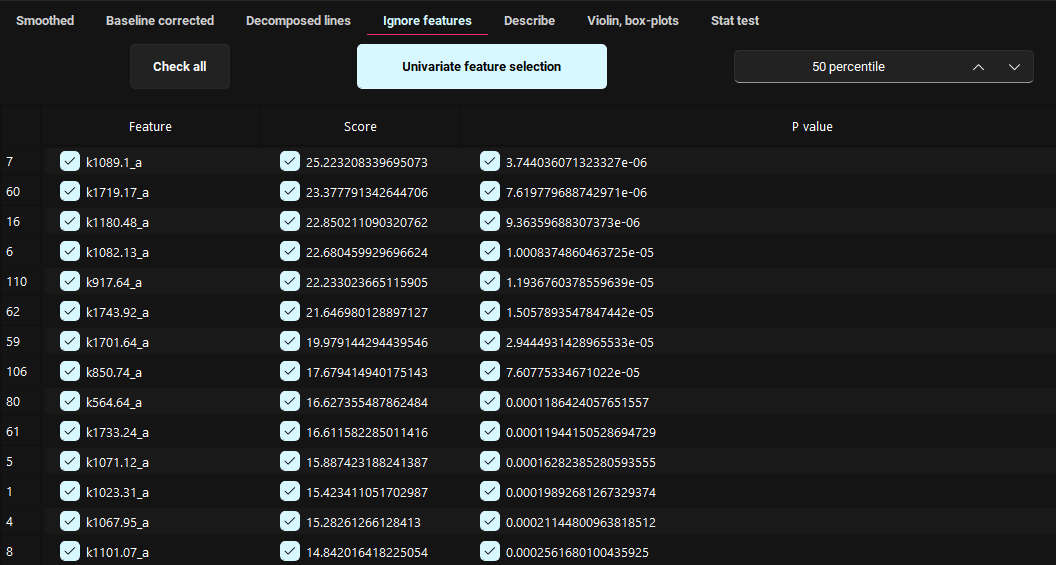 Smoothed Baseline corrected Decomposed lines Ignore features Describe Violin, box-plots Stat test
Check all Univariate feature selection 50 percentile
Feature Score P value
7 k1089.1_a 25.223208339695073 3.744036071323327e-06
60 k1719.17_a 23.377791342644706 7.619779688742971e-06
16 k1180.48_a 22.850211090320762 9.36359688307373e-06
6 k1082.13_a 22.680459929696624 1.0008374860463725e-05
110 k917.64_a 22.233023665115905 1.1936760378559639e-05
62 k1743.92_a 21.646980128897127 1.5057893547847442e-05
59 k1701.64_a 19.979144294439546 2.9444931428965533e-05
106 k850.74_a 17.679414940175143 7.60775334671022e-05
80 k564.64_a 16.627355487862484 0.0001186424057651557
61 k1733.24_a 16.611582285011416 0.00011944150528694729
5 k1071.12_a 15.887423188241387 0.00016282385280593555
1 k1023.31_a 15.423411051702987 0.00019892681267329374
4 k1067.95_a 15.28261266128413 0.00021144800963818512
8 k1101.07_a 14.842016418225054 0.0002561680100435925